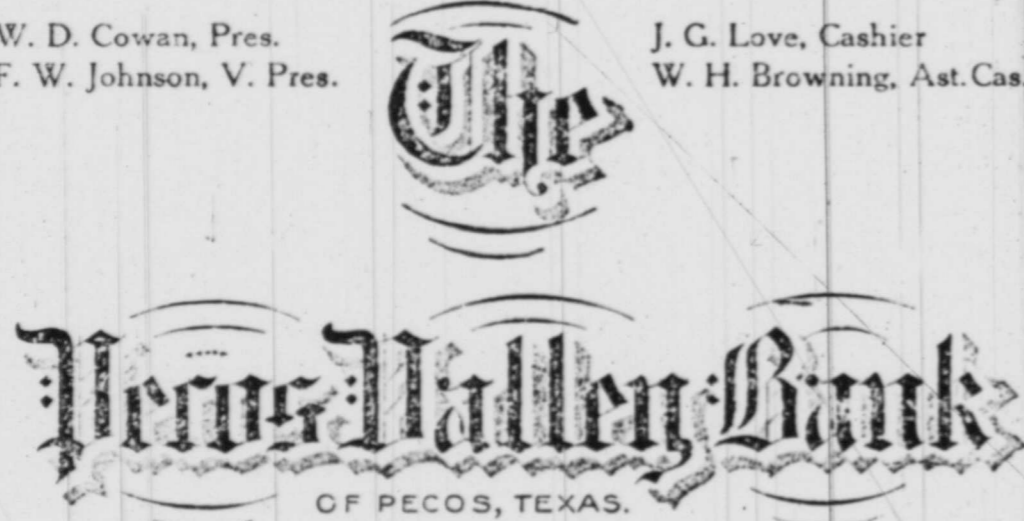 W. D. Cowan, Pres.
F. W. Johnson, V. Pres.
J. G. Love, Cashier
W. H. Browning, Ast. Cas.
The
Pecos Valley Bank
OF PECOS, TEXAS.